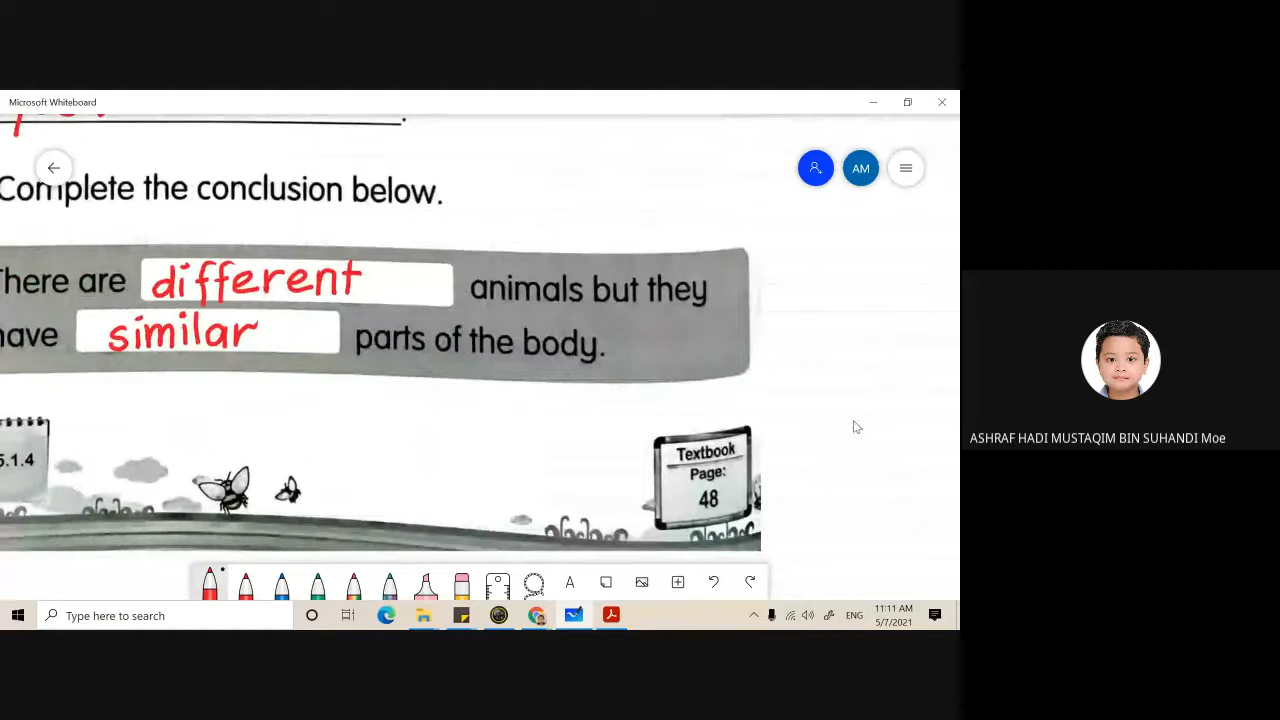 Microsoft Whiteboard
AM
Complete the conclusion below.
There are different animals but they
have similar parts of the body.
5.1.4
Textbook
Page:
48
ASHRAF HADI MUSTAQIM BIN SUHANDI Moe
A
Type here to search
ENG
11:11 AM
5/7/2021